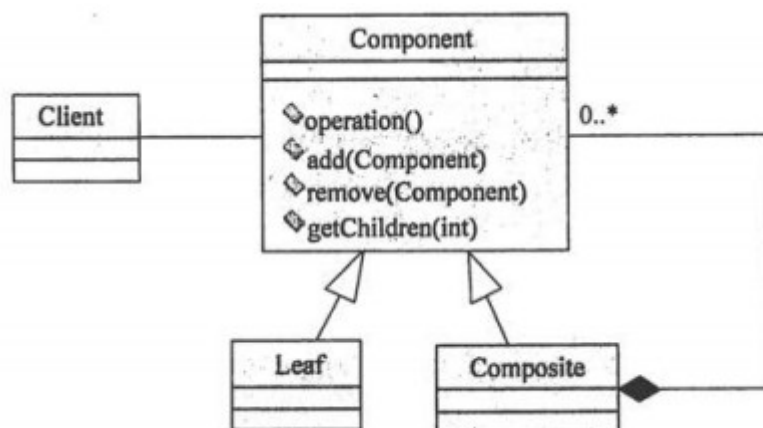 Component
Client
operation()
0..*
add(Component)
remove(Component)
getChildren(int)
Leaf
Composite